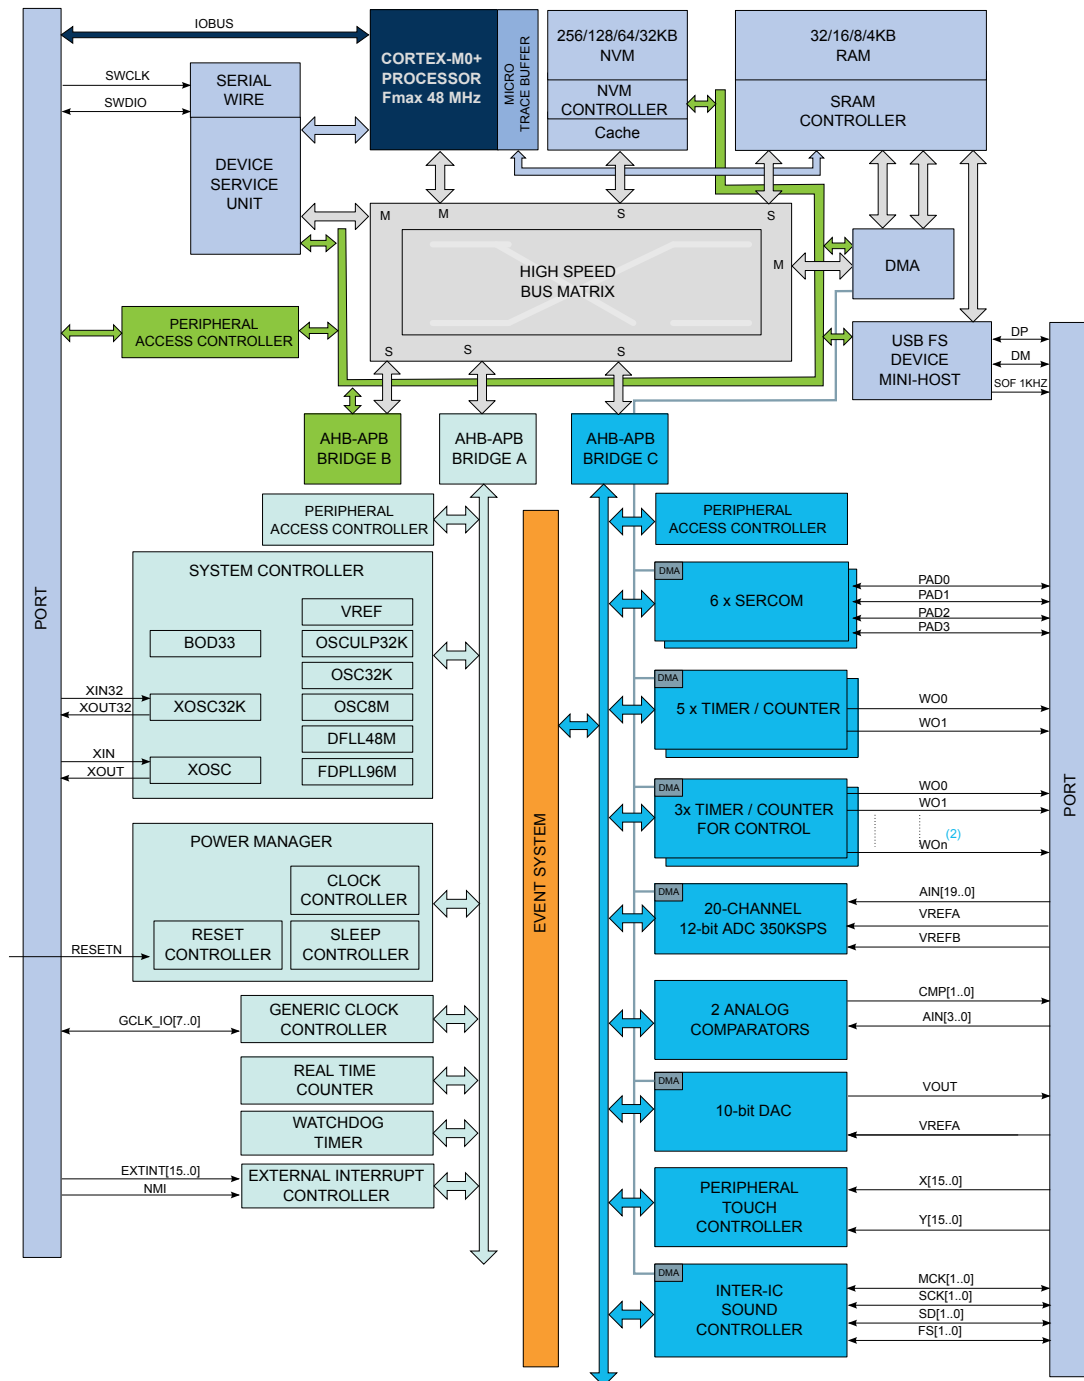 IOBUS
CORTEX-M0+
PROCESSOR
Fmax 48 MHz
MICRO
TRACE BUFFER
256/128/64/32KB
NVM
NVM
CONTROLLER
Cache
32/16/8/4KB
RAM
SRAM
CONTROLLER
SWCLK
SWDIO
SERIAL
WIRE
DEVICE
SERVICE
UNIT
M
M
S
S
M
HIGH SPEED
BUS MATRIX
S
S
S
DMA
PERIPHERAL
ACCESS CONTROLLER
USB FS
DEVICE
MINI-HOST
DP
DM
SOF 1KHZ
AHB-APB
BRIDGE B
AHB-APB
BRIDGE A
AHB-APB
BRIDGE C
PORT
PORT
EVENT SYSTEM
PERIPHERAL
ACCESS CONTROLLER
SYSTEM CONTROLLER
VREF
BOD33
OSCULP32K
OSC32K
XIN32
XOUT32
XOSC32K
OSC8M
DFLL48M
XIN
XOUT
XOSC
FDPLL96M
POWER MANAGER
CLOCK
CONTROLLER
RESETN
RESET
CONTROLLER
SLEEP
CONTROLLER
GCLK_IO[7..0]
GENERIC CLOCK
CONTROLLER
REAL TIME
COUNTER
WATCHDOG
TIMER
EXTINT[15..0]
NMI
EXTERNAL INTERRUPT
CONTROLLER
PERIPHERAL
ACCESS CONTROLLER
DMA
6 x SERCOM
PAD0
PAD1
PAD2
PAD3
DMA
5 x TIMER / COUNTER
WO0
WO1
DMA
3x TIMER / COUNTER
FOR CONTROL
WO0
WO1
(2)
WOn
DMA
20-CHANNEL
12-bit ADC 350KSPS
AIN[19..0]
VREFA
VREFB
2 ANALOG
COMPARATORS
CMP[1..0]
AIN[3..0]
DMA
10-bit DAC
VOUT
VREFA
PERIPHERAL
TOUCH
CONTROLLER
X[15..0]
Y[15..0]
DMA
INTER-IC
SOUND
CONTROLLER
MCK[1..0]
SCK[1..0]
SD[1..0]
FS[1..0]